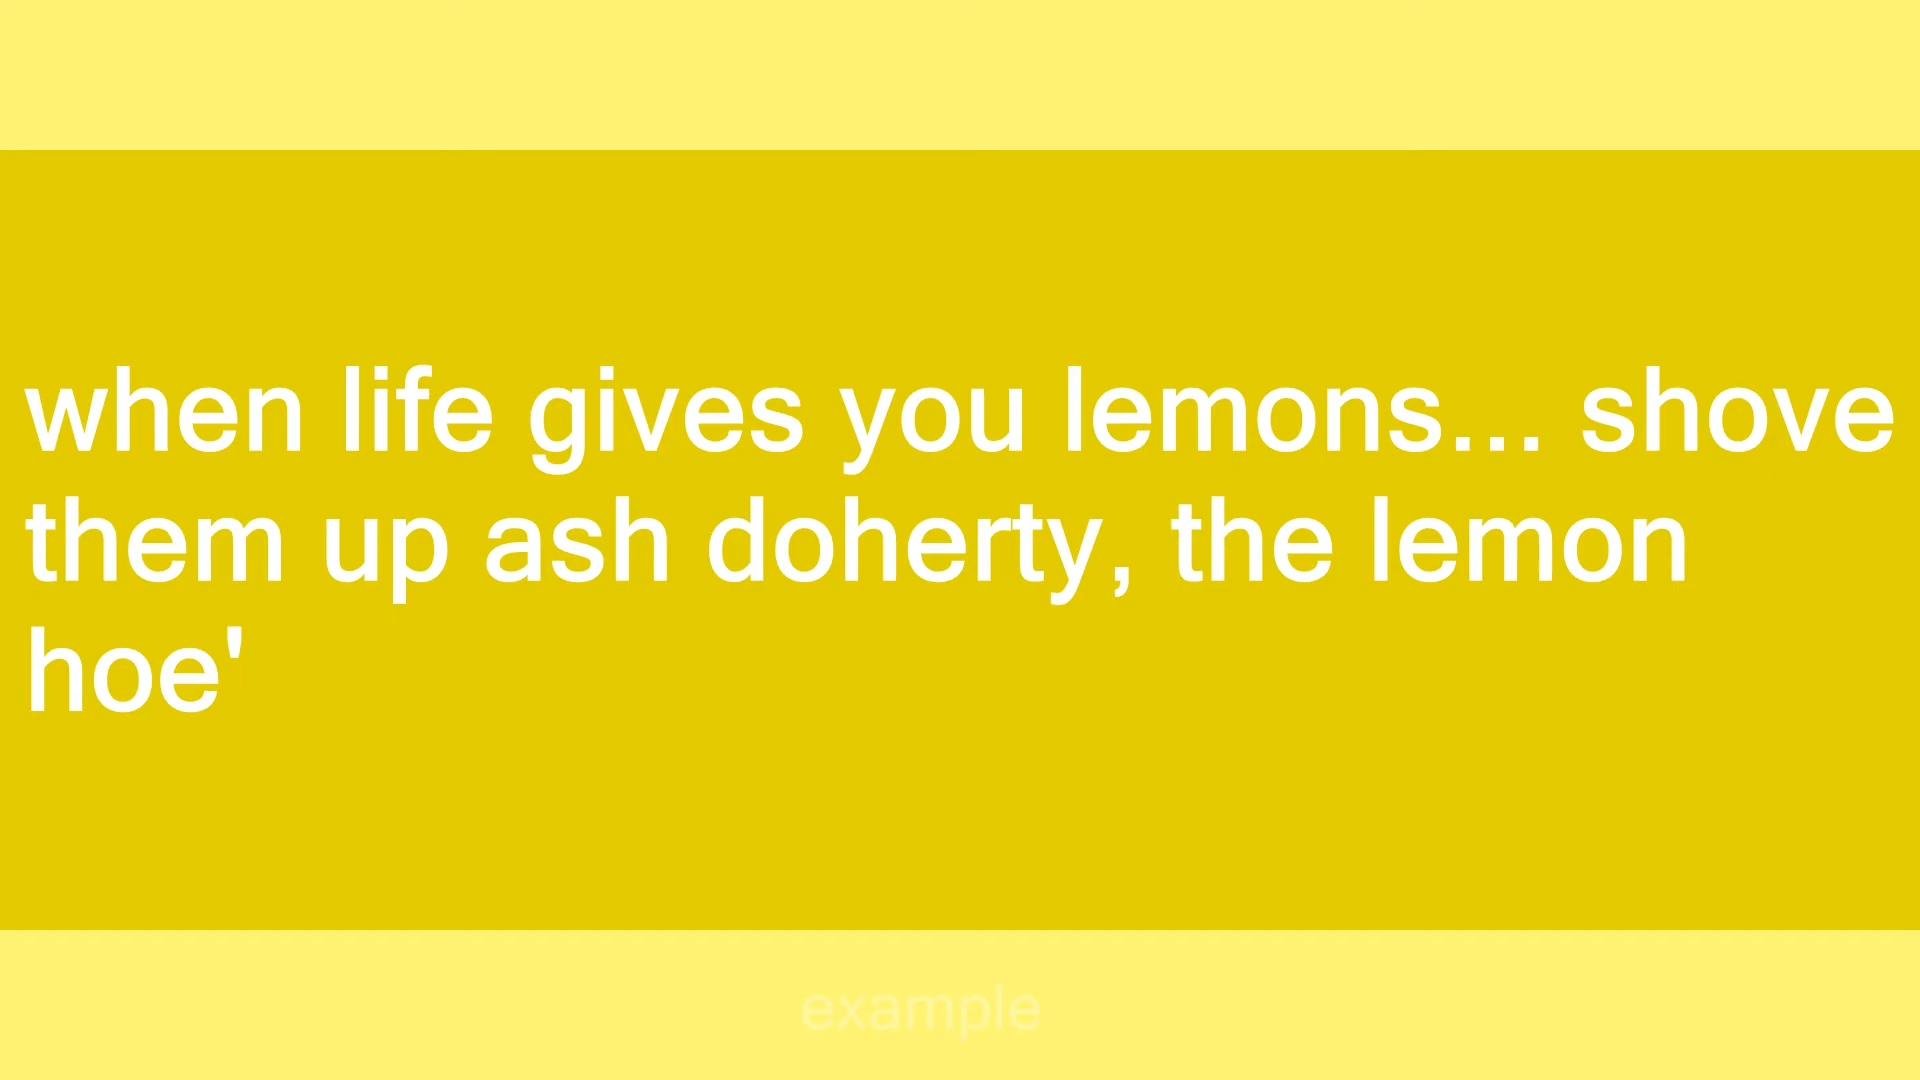 when life gives you lemons... shove
them up ash doherty, the lemon
hoe'
example